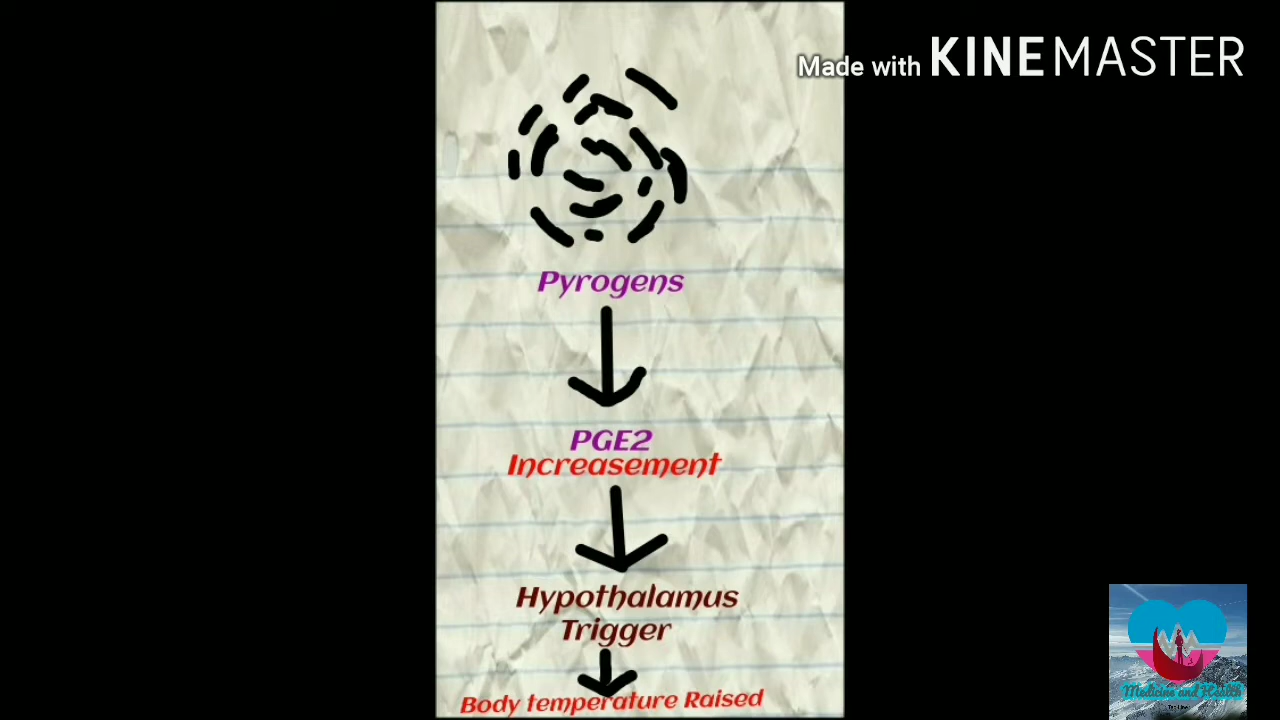 Made with KINEMASTER
Pyrogens
PGE2
Increasement
Hypothalamus
Trigger
Body temperature Raised
Medicine and Health